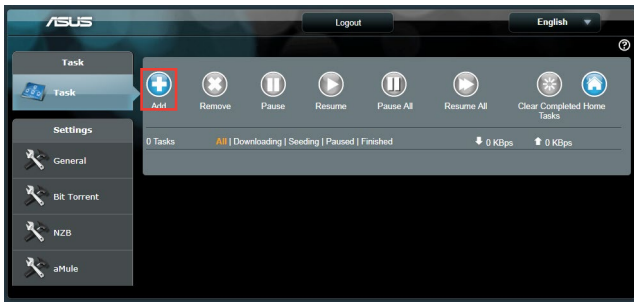 ASUS
Logout
English
?
Task
Task
Add
Remove
Pause
Resume
Pause All
Resume All
Clear Completed Tasks
Home
0 Tasks
All | Downloading | Seeding | Paused | Finished
0 KBps
0 KBps
Settings
General
Bit Torrent
NZB
aMule